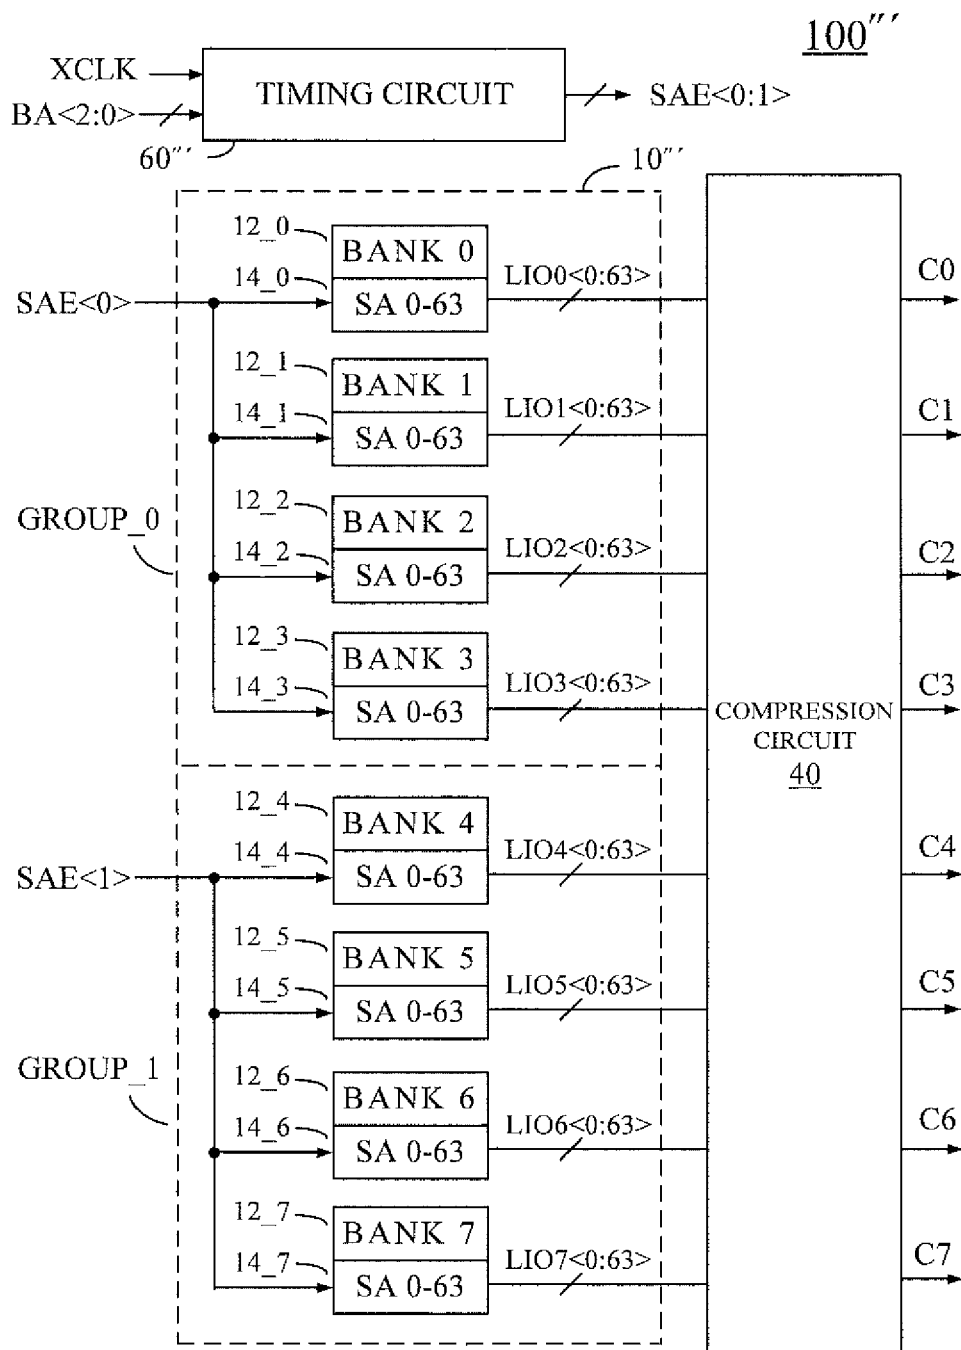 100‴
XCLK
BA<2:0>
TIMING CIRCUIT
SAE<0:1>
60‴
10‴
12_0
BANK 0
14_0
SA 0-63
LIO0<0:63>
C0
SAE<0>
12_1
BANK 1
14_1
SA 0-63
LIO1<0:63>
C1
GROUP_0
12_2
BANK 2
14_2
SA 0-63
LIO2<0:63>
C2
12_3
BANK 3
14_3
SA 0-63
LIO3<0:63>
C3
COMPRESSION
CIRCUIT
40
12_4
BANK 4
14_4
SA 0-63
LIO4<0:63>
C4
SAE<1>
12_5
BANK 5
14_5
SA 0-63
LIO5<0:63>
C5
GROUP_1
12_6
BANK 6
14_6
SA 0-63
LIO6<0:63>
C6
12_7
BANK 7
14_7
SA 0-63
LIO7<0:63>
C7